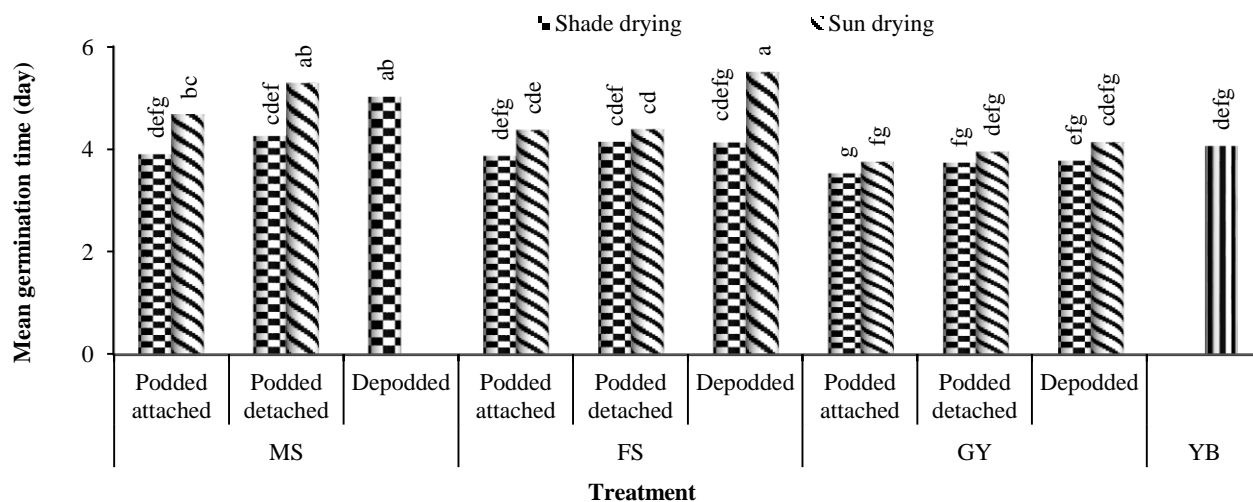 Shade drying Sun drying
Mean germination time (day)
6
4
2
0
defg
bc
cdef
ab
ab
defg
cde
cdef
cd
cdefg
a
g
fg
fg
defg
efg
cdefg
defg
Podded attached
Podded detached
Depodded
Podded attached
Podded detached
Depodded
Podded attached
Podded detached
Depodded
MS FS GY YB
Treatment